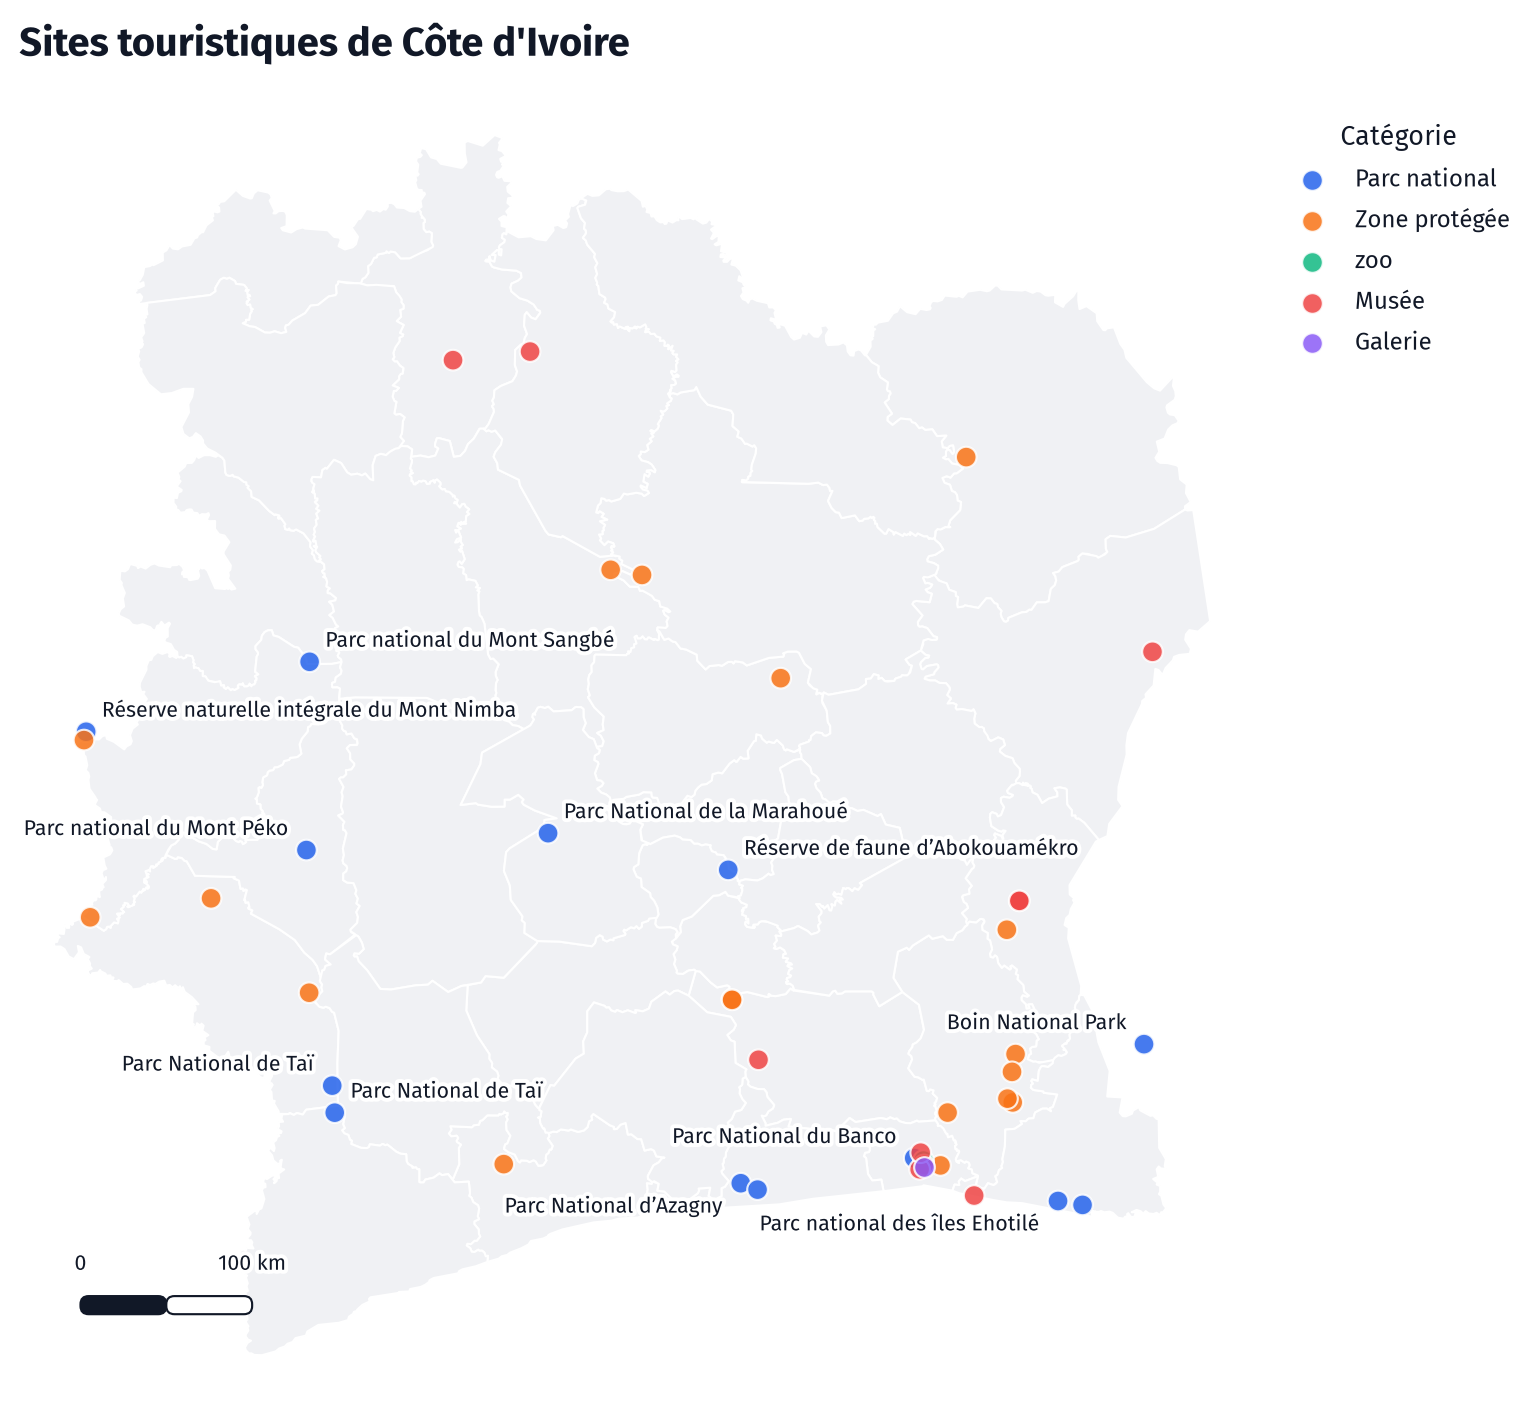 Sites touristiques de Côte d'Ivoire
Catégorie
Parc national
Zone protégée
zoo
Musée
Galerie
Parc national du Mont Sangbé
Réserve naturelle intégrale du Mont Nimba
Parc National de la Marahoué
Parc national du Mont Péko
Réserve de faune d’Abokouamékro
Boin National Park
Parc National de Taï
Parc National de Taï
Parc National du Banco
Parc National d’Azagny
Parc national des îles Ehotilé
0
100 km